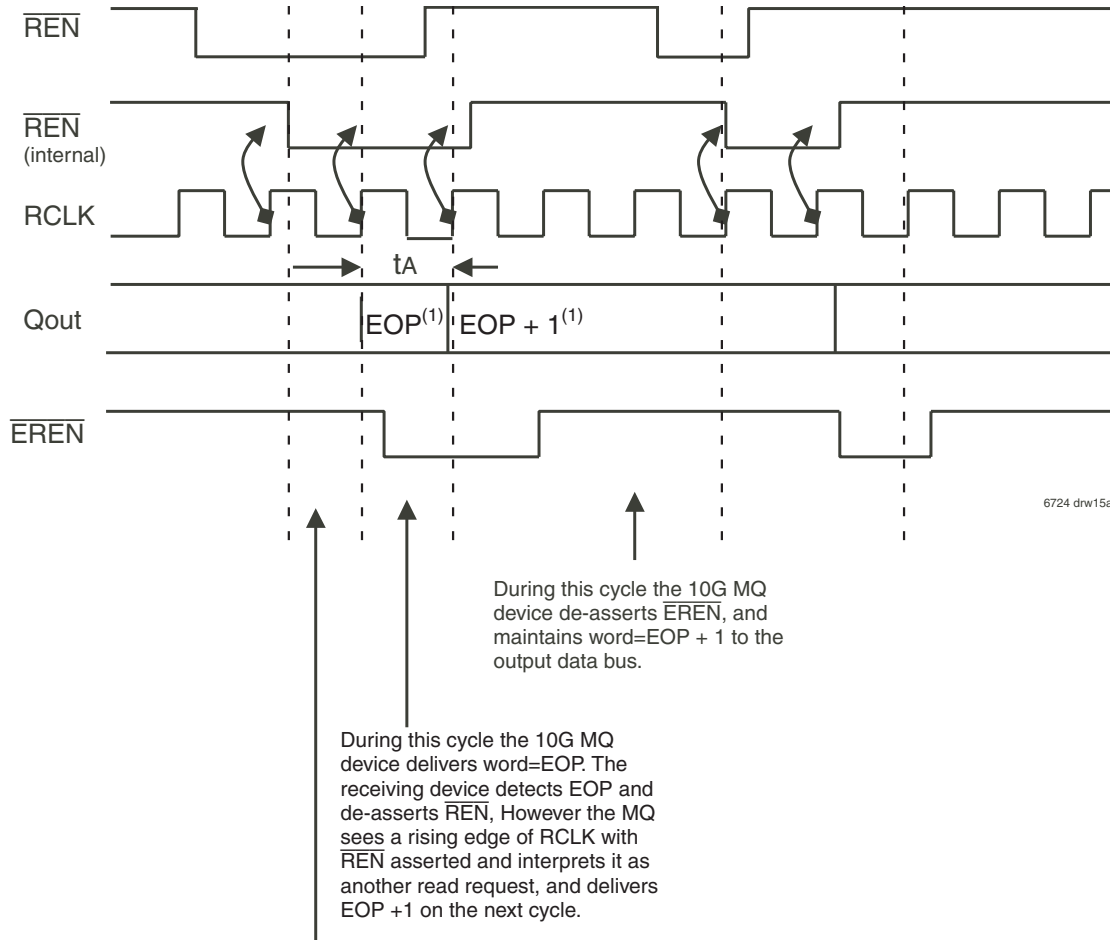 REN
REN
(internal)
RCLK
tA
Qout
EOP(1)
EOP + 1(1)
EREN
6724 drw15a
During this cycle the 10G MQ
device de-asserts EREN, and
maintains word=EOP + 1 to the
output data bus.
During this cycle the 10G MQ
device delivers word=EOP. The
receiving device detects EOP and
de-asserts REN, However the MQ
sees a rising edge of RCLK with
REN asserted and interprets it as
another read request, and delivers
EOP +1 on the next cycle.